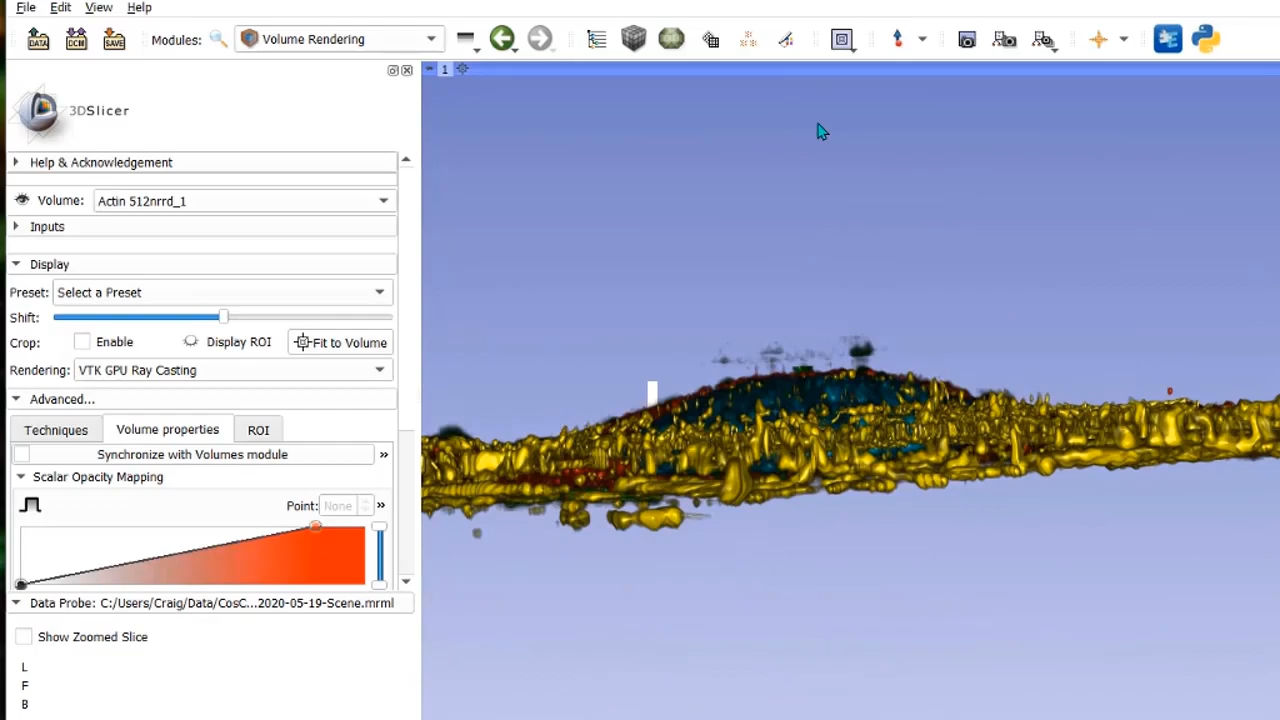 File Edit View Help
DATA DCM SAVE Modules: Volume Rendering
1
3DSlicer
Help & Acknowledgement
Volume: Actin 512nrrd_1
Inputs
Display
Preset: Select a Preset
Shift:
Crop: Enable Display ROI Fit to Volume
Rendering: VTK GPU Ray Casting
Advanced...
Techniques Volume properties ROI
Synchronize with Volumes module »
Scalar Opacity Mapping
Point: None »
Data Probe: C:/Users/Craig/Data/CosC...2020-05-19-Scene.mrml
Show Zoomed Slice
L
F
B